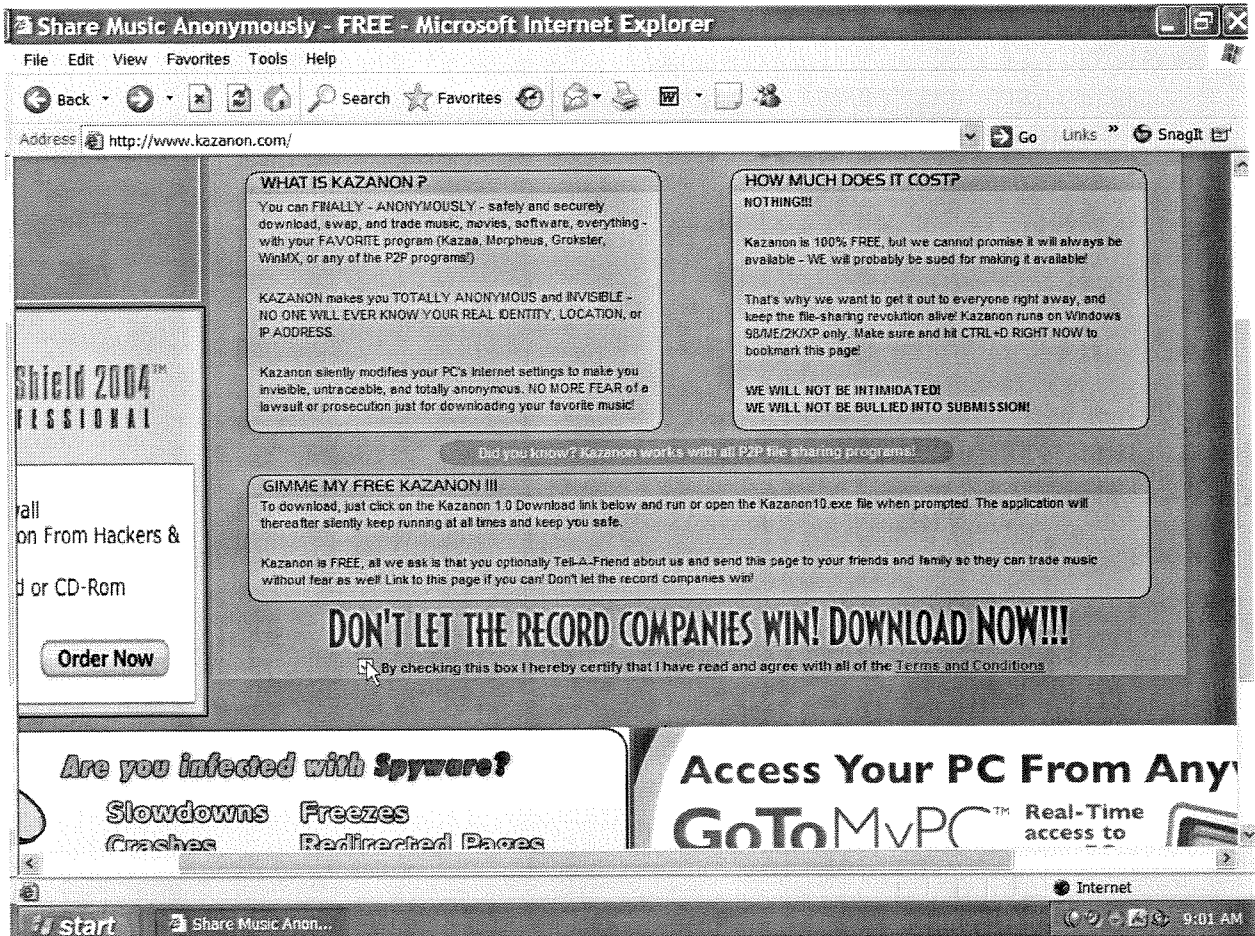 Share Music Anonymously - FREE - Microsoft Internet Explorer
File Edit View Favorites Tools Help
Back Search Favorites
Address http://www.kazanon.com/ Go Links » SnagIt
WHAT IS KAZANON ?
You can FINALLY - ANONYMOUSLY - safely and securely
download, swap, and trade music, movies, software, everything -
with your FAVORITE program (Kazaa, Morpheus, Grokster,
WinMX, or any of the P2P programs!)
KAZANON makes you TOTALLY ANONYMOUS and INVISIBLE -
NO ONE WILL EVER KNOW YOUR REAL IDENTITY, LOCATION, or
IP ADDRESS.
Kazanon silently modifies your PC's Internet settings to make you
invisible, untraceable, and totally anonymous. NO MORE FEAR of a
lawsuit or prosecution just for downloading your favorite music!
HOW MUCH DOES IT COST?
NOTHING!!!
Kazanon is 100% FREE, but we cannot promise it will always be
available - WE will probably be sued for making it available!
That's why we want to get it out to everyone right away, and
keep the file-sharing revolution alive! Kazanon runs on Windows
98/ME/2K/XP only. Make sure and hit CTRL+D RIGHT NOW to
bookmark this page!
WE WILL NOT BE INTIMIDATED!
WE WILL NOT BE BULLIED INTO SUBMISSION!
Did you know? Kazanon works with all P2P file sharing programs!
GIMME MY FREE KAZANON !!!
To download, just click on the Kazanon 1.0 Download link below and run or open the Kazanon10.exe file when prompted. The application will
thereafter silently keep running at all times and keep you safe.
Kazanon is FREE, all we ask is that you optionally Tell-A-Friend about us and send this page to your friends and family so they can trade music
without fear as well! Link to this page if you can! Don't let the record companies win!
DON'T LET THE RECORD COMPANIES WIN! DOWNLOAD NOW!!!
By checking this box I hereby certify that I have read and agree with all of the Terms and Conditions
Shield 2004™
FESSIONAL
wall
on From Hackers &
d or CD-Rom
Order Now
Are you infected with Spyware?
Slowdowns Freezes
Crashes Redirected Pages
Access Your PC From Any
GoToMyPC™ Real-Time
access to
Internet
start Share Music Anon... 9:01 AM